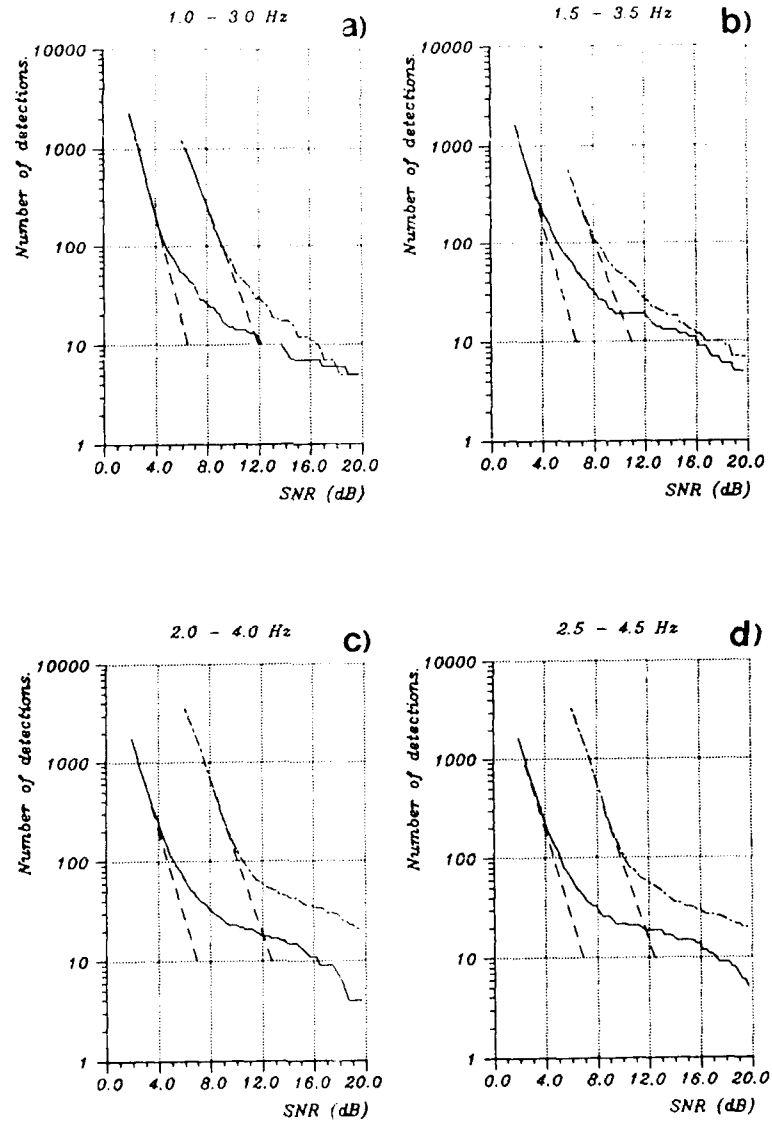 1.0 - 3.0 Hz
a)
Number of detections.
10000
1000
100
10
1
0.0 4.0 8.0 12.0 16.0 20.0
SNR (dB)
1.5 - 3.5 Hz
b)
Number of detections.
10000
1000
100
10
1
0.0 4.0 8.0 12.0 16.0 20.0
SNR (dB)
2.0 - 4.0 Hz
c)
Number of detections.
10000
1000
100
10
1
0.0 4.0 8.0 12.0 16.0 20.0
SNR (dB)
2.5 - 4.5 Hz
d)
Number of detections.
10000
1000
100
10
1
0.0 4.0 8.0 12.0 16.0 20.0
SNR (dB)